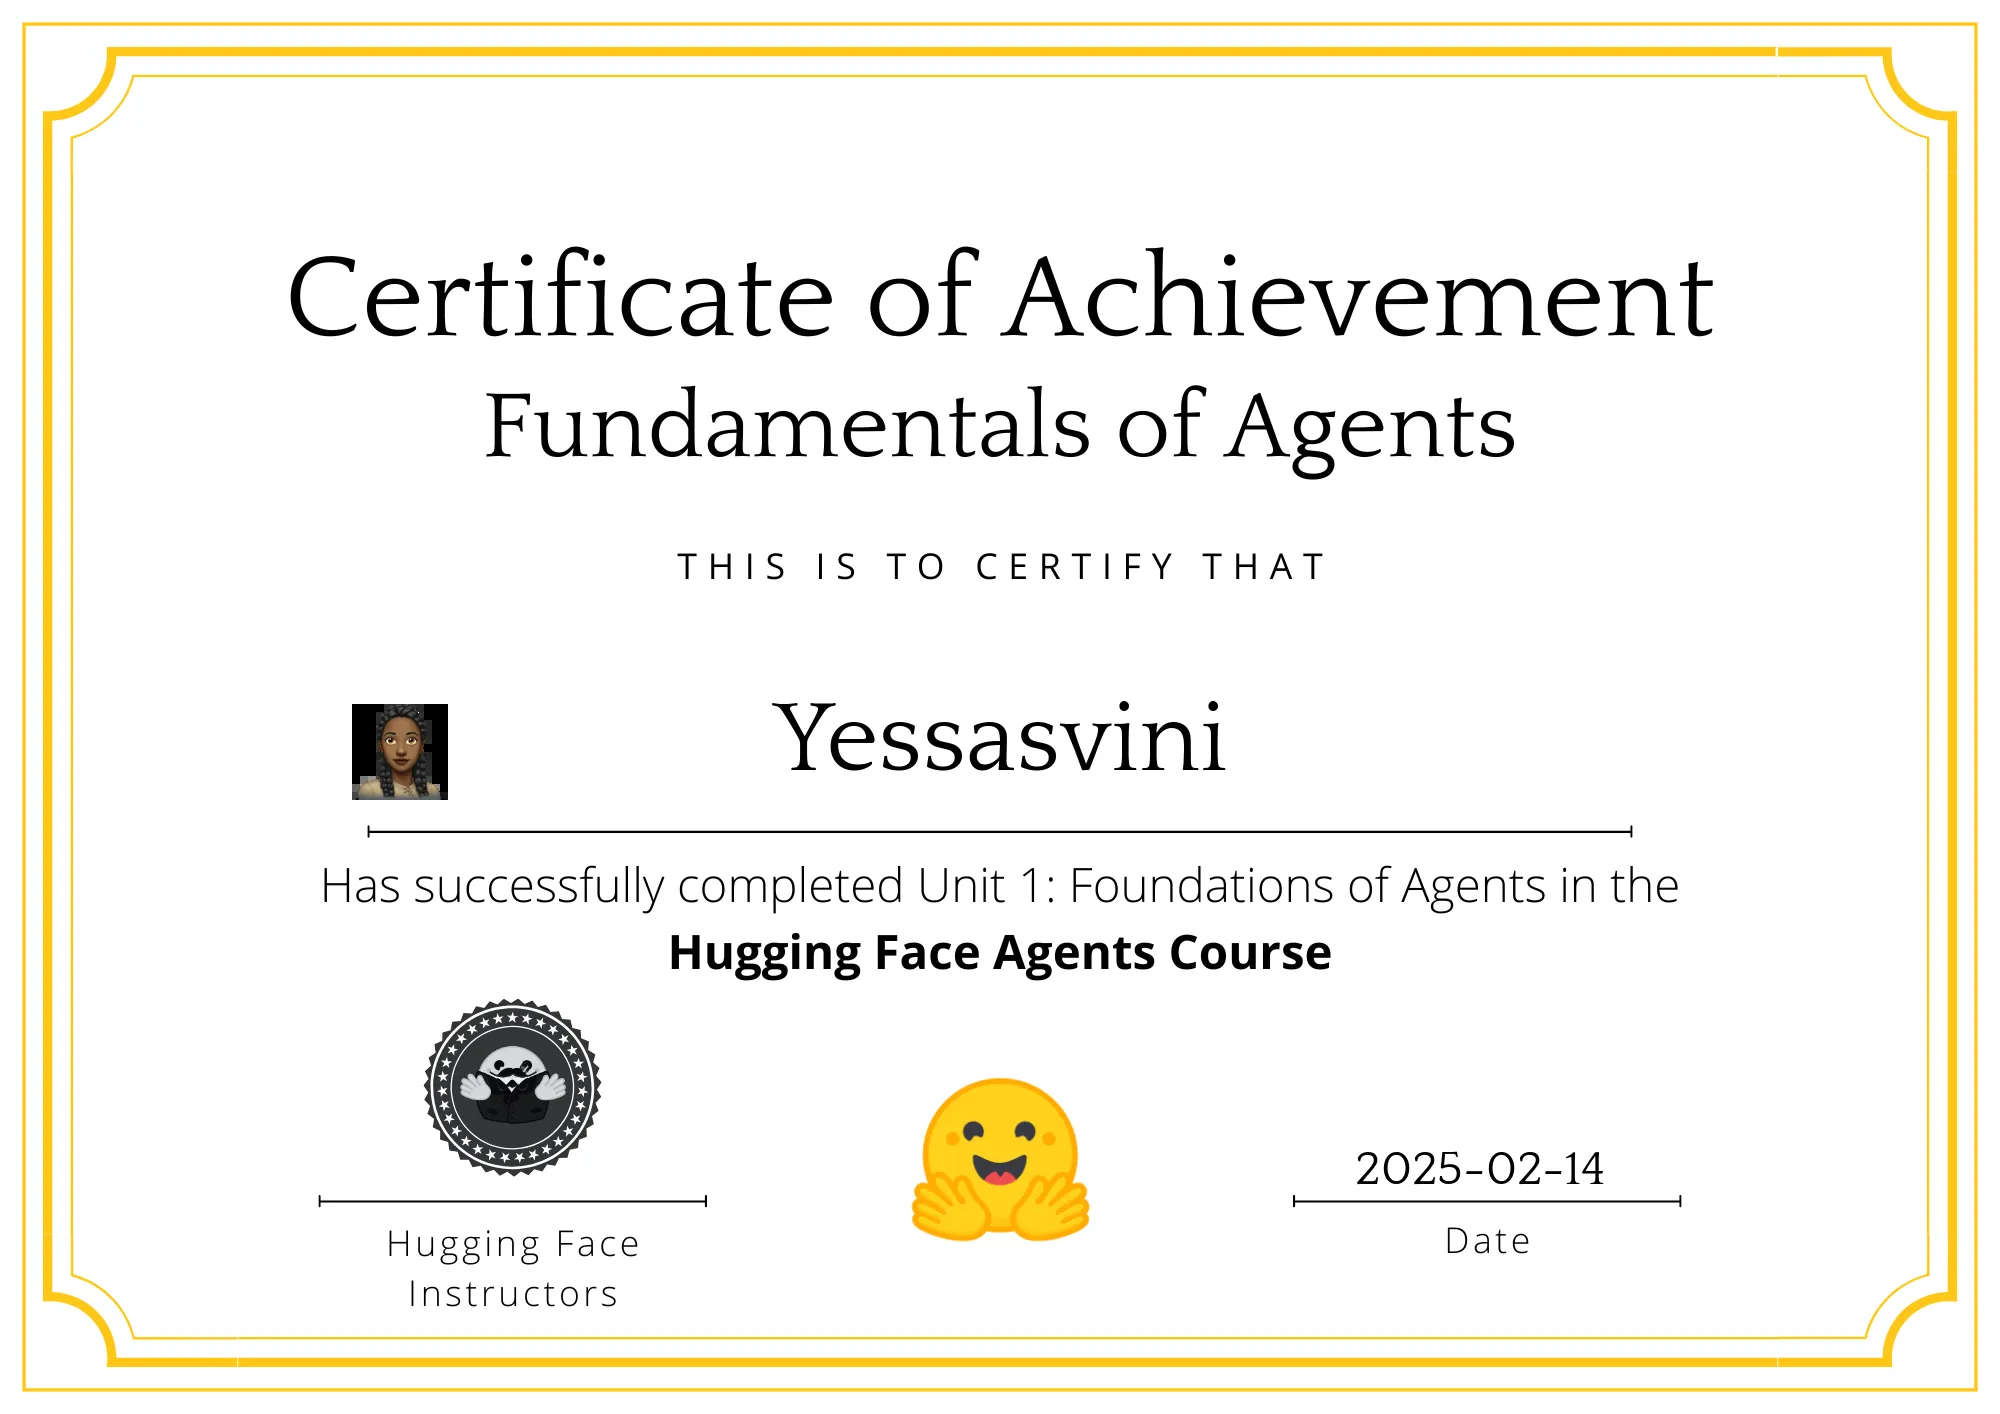 Certificate of Achievement
Fundamentals of Agents
THIS IS TO CERTIFY THAT
Yessasvini
Has successfully completed Unit 1: Foundations of Agents in the
Hugging Face Agents Course
2025-02-14
Hugging Face
Instructors
Date